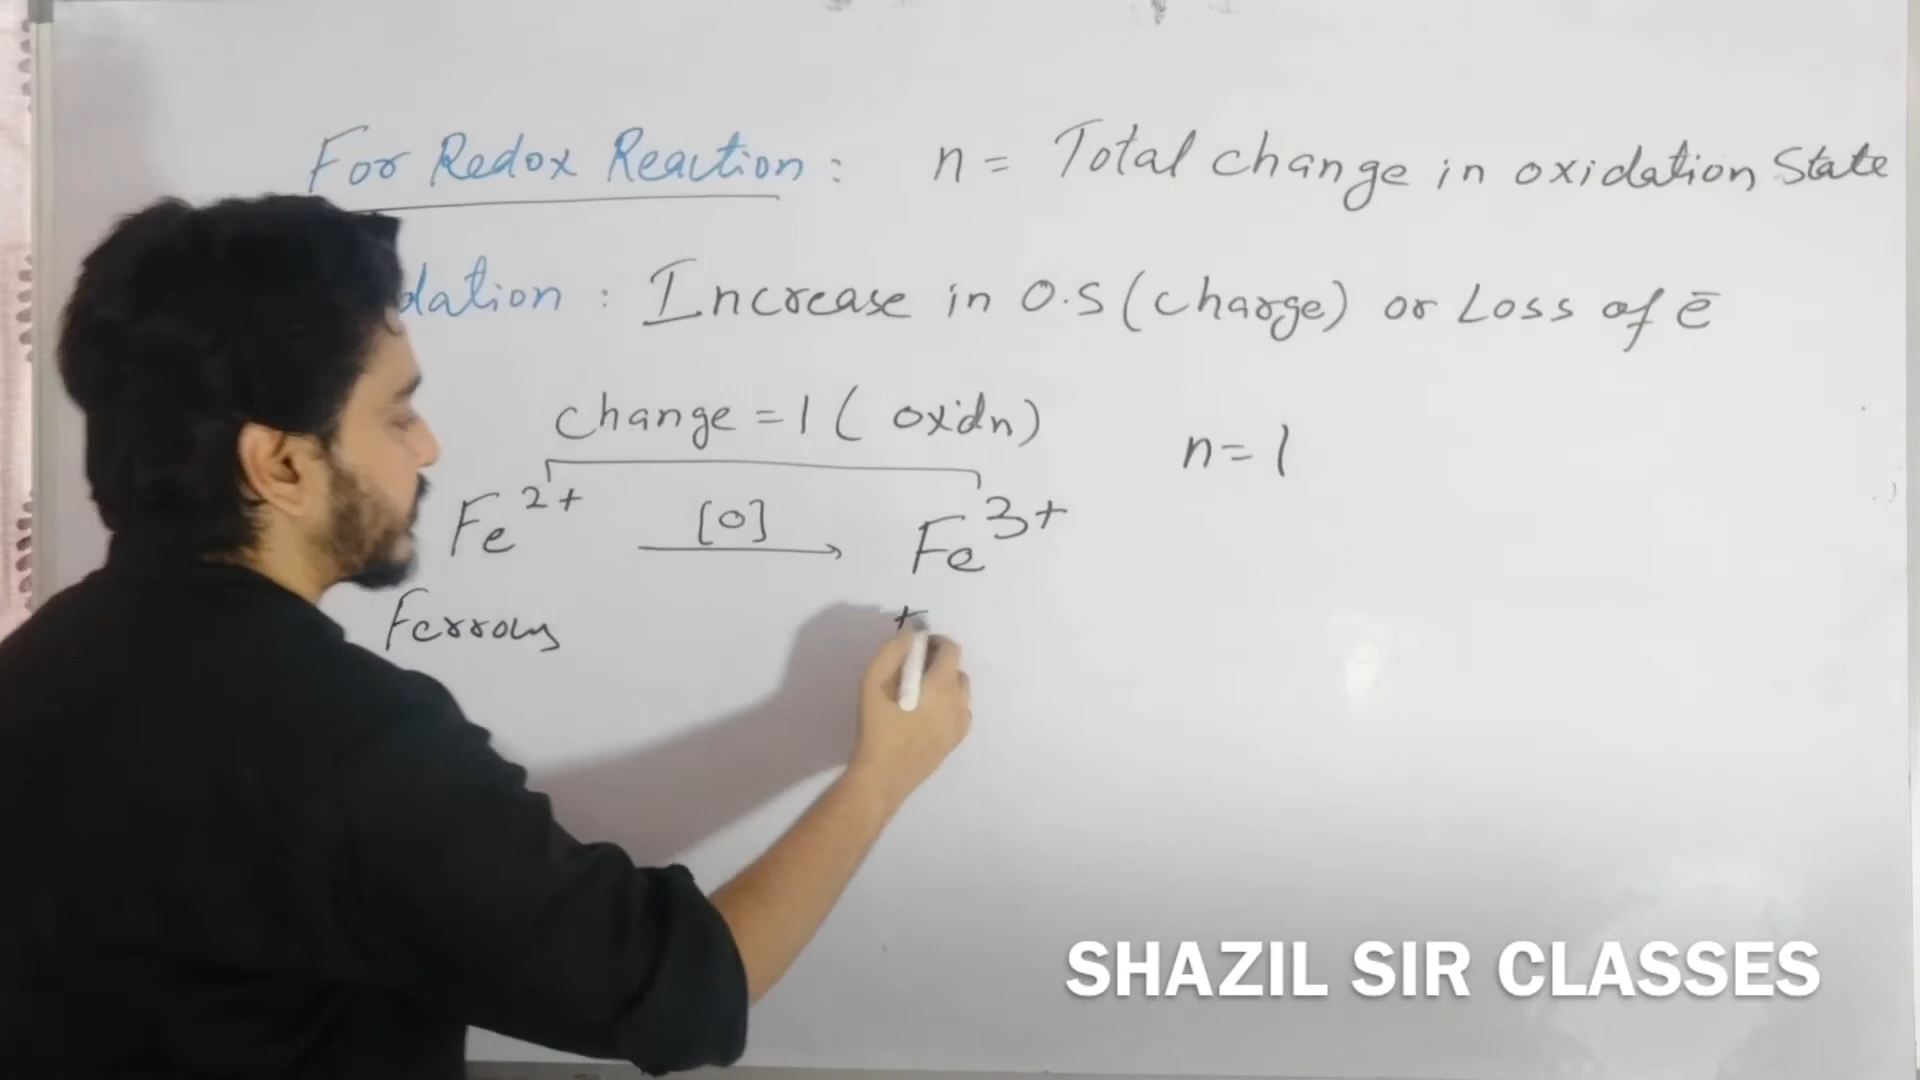 For Redox Reaction : n = Total change in oxidation State
dation : Increase in O.S (charge) or Loss of ē
change = 1 ( oxidn)
n = 1
Fe2+ [O] → Fe3+
Ferrous
SHAZIL SIR CLASSES